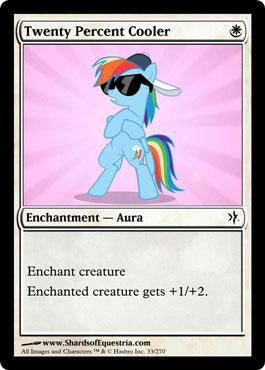 Twenty Percent Cooler
Enchantment — Aura
Enchant creature
Enchanted creature gets +1/+2.
www.ShardsofEquestria.com
All Images and Characters ™ & © Hasbro Inc. 33/270